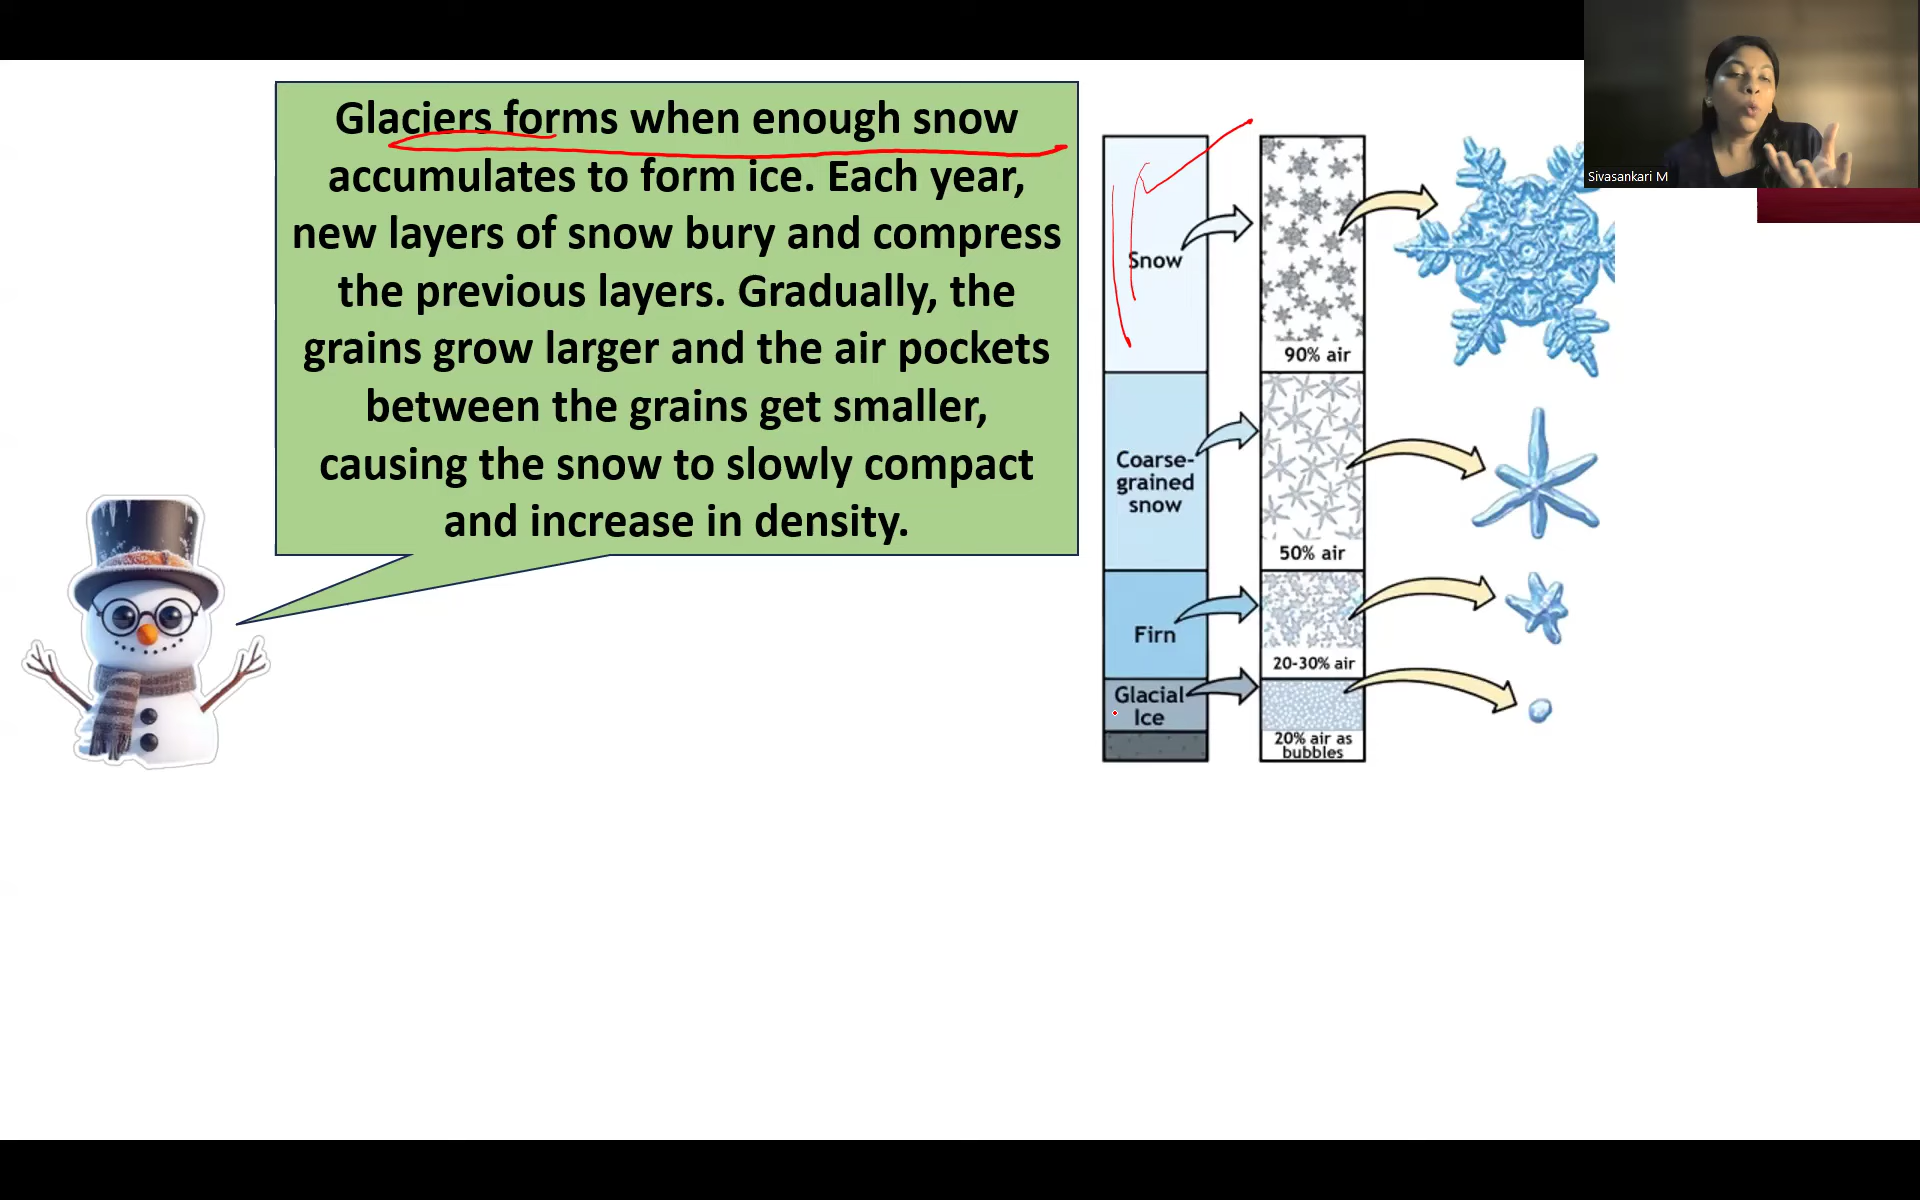 Glaciers forms when enough snow
accumulates to form ice. Each year,
new layers of snow bury and compress
the previous layers. Gradually, the
grains grow larger and the air pockets
between the grains get smaller,
causing the snow to slowly compact
and increase in density.
Snow
90% air
Coarse-
grained
snow
50% air
Firn
20-30% air
Glacial
Ice
20% air as
bubbles
Sivasankari M